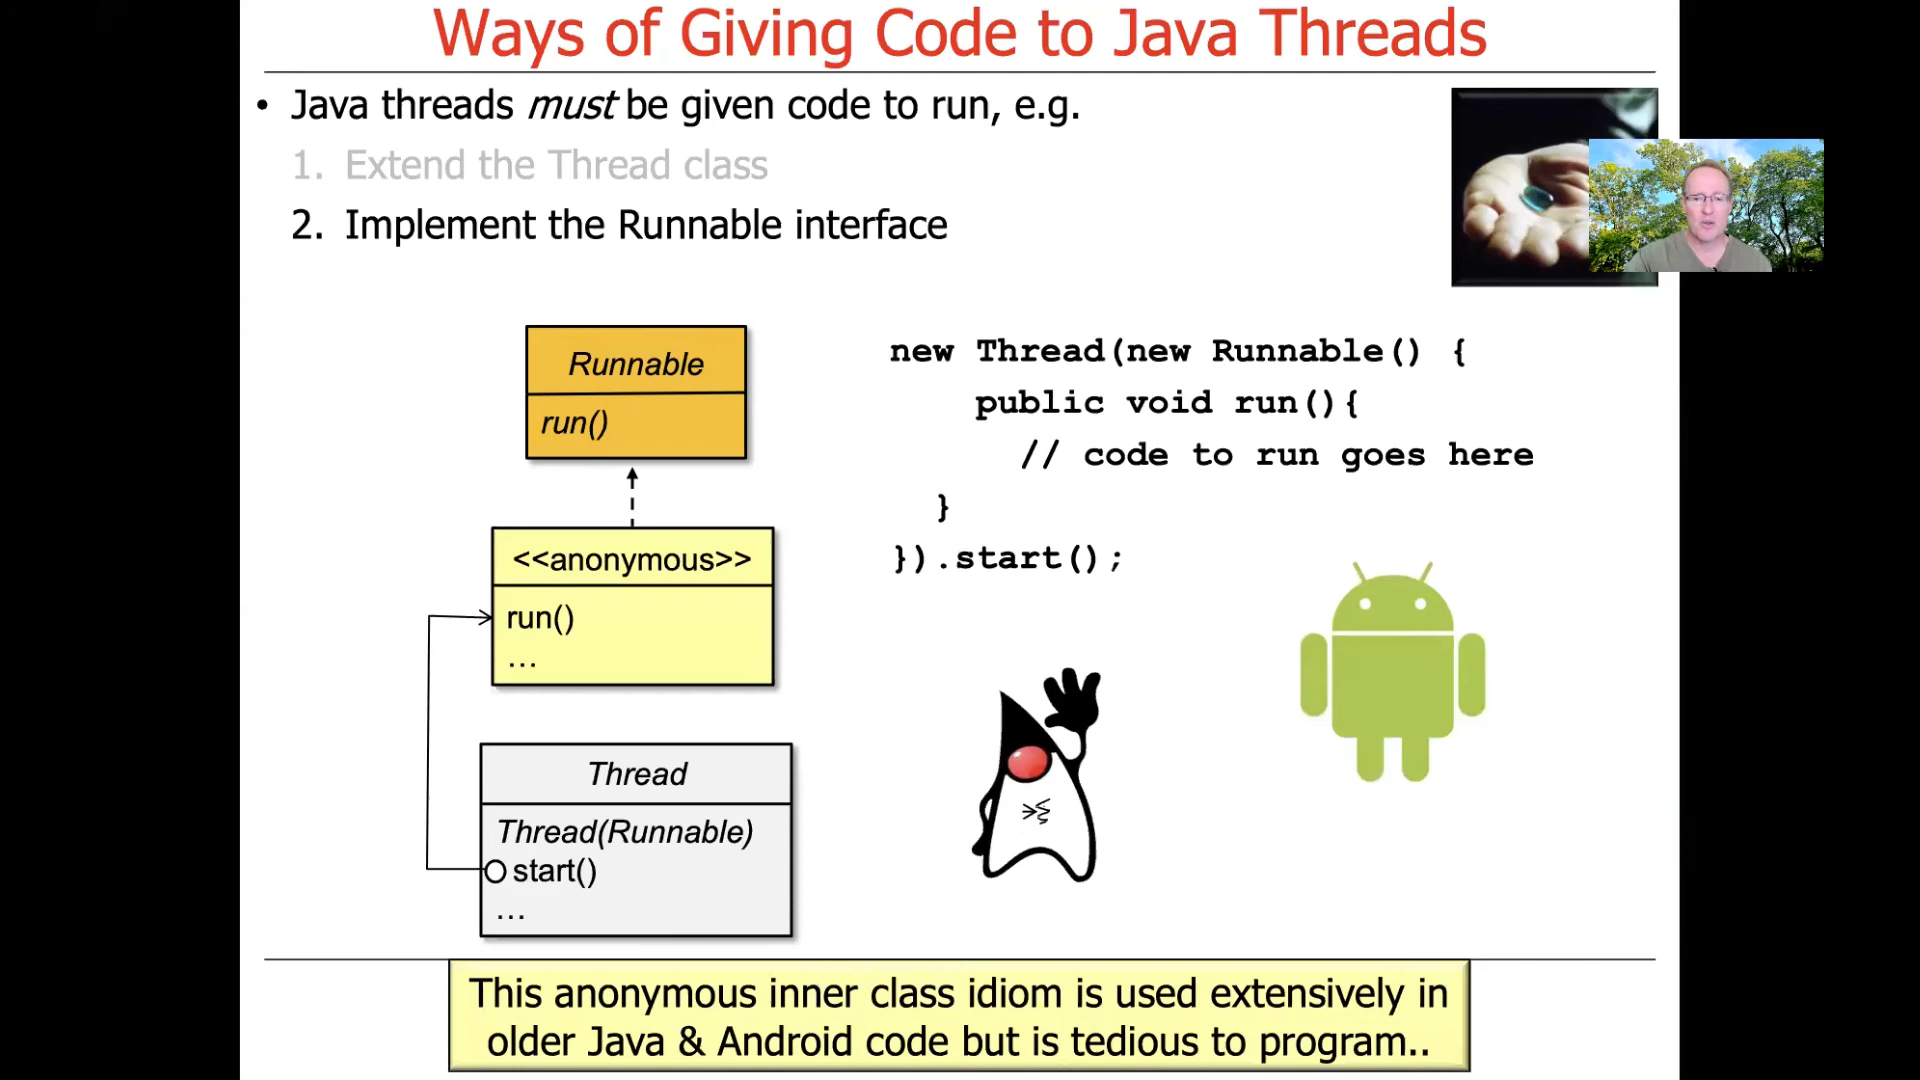 Ways of Giving Code to Java Threads
• Java threads must be given code to run, e.g.
1. Extend the Thread class
2. Implement the Runnable interface
Runnable
run()
<<anonymous>>
run()
...
Thread
Thread(Runnable)
start()
...
new Thread(new Runnable() {
public void run(){
// code to run goes here
}
}).start();
This anonymous inner class idiom is used extensively in
older Java & Android code but is tedious to program..